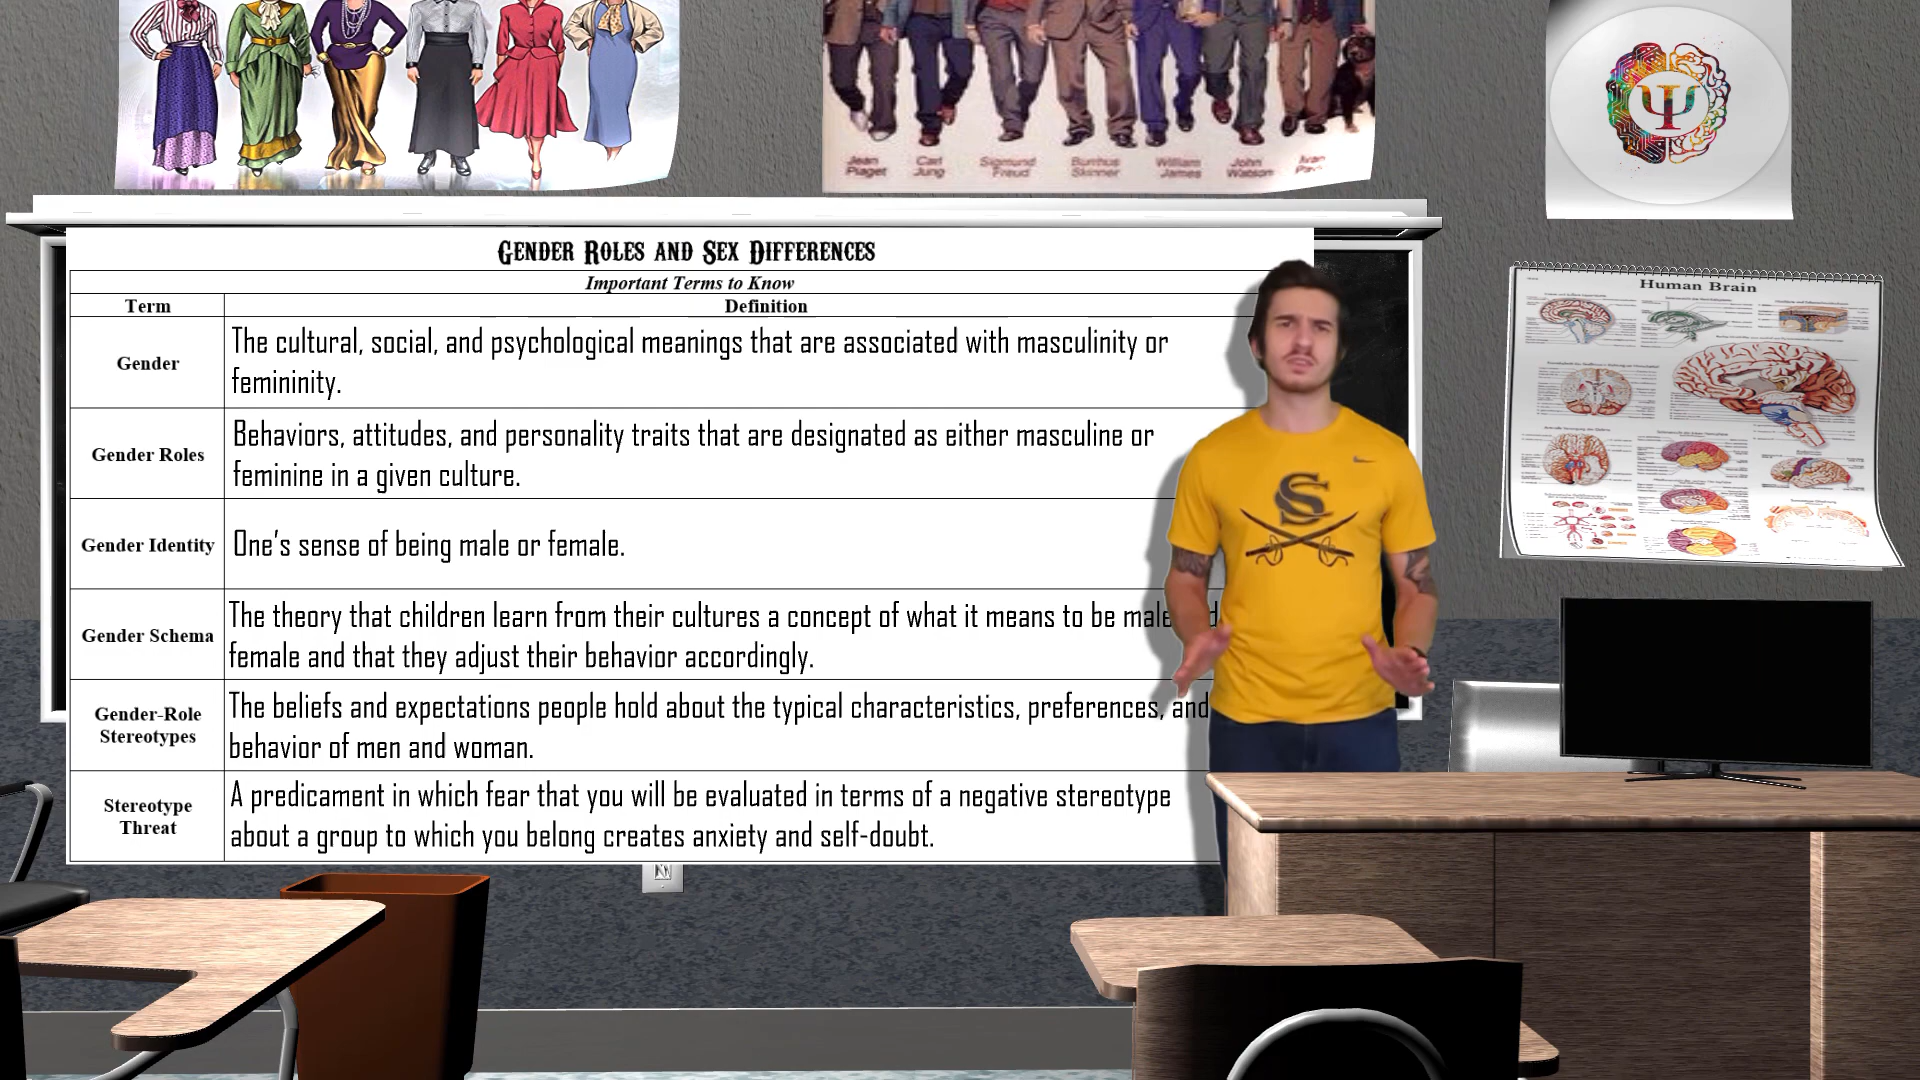 Jean
Piaget
Carl
Jung
Sigmund
Freud
Burrhus
Skinner
William
James
John
Watson
Ivan
Ψ
GENDER ROLES AND SEX DIFFERENCES
Important Terms to Know
Term
Definition
Gender
The cultural, social, and psychological meanings that are associated with masculinity or
femininity.
Gender Roles
Behaviors, attitudes, and personality traits that are designated as either masculine or
feminine in a given culture.
Gender Identity
One's sense of being male or female.
Gender Schema
The theory that children learn from their cultures a concept of what it means to be male
female and that they adjust their behavior accordingly.
Gender-Role
Stereotypes
The beliefs and expectations people hold about the typical characteristics, preferences, and
behavior of men and woman.
Stereotype
Threat
A predicament in which fear that you will be evaluated in terms of a negative stereotype
about a group to which you belong creates anxiety and self-doubt.
SC
Human Brain